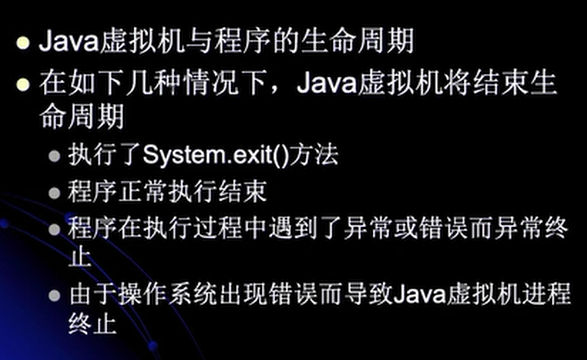 Java虚拟机与程序的生命周期
在如下几种情况下，Java虚拟机将结束生
命周期
执行了System.exit()方法
程序正常执行结束
程序在执行过程中遇到了异常或错误而异常终
止
由于操作系统出现错误而导致Java虚拟机进程
终止